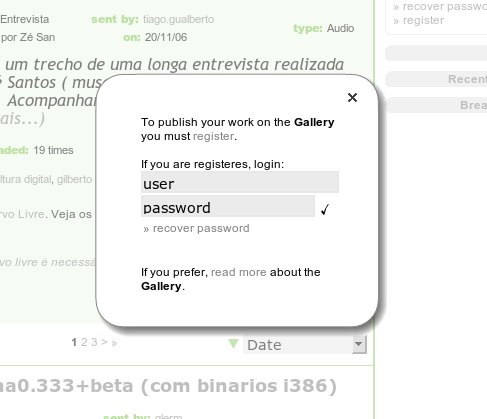 Entrevista
sent by: tiago.gualberto
» recover passwo
por Zé San
on: 20/11/06
type: Audio
» register
um trecho de uma longa entrevista realizada
Santos ( mus
Recent
Acompanhar
Brea
ais...)
aded: 19 times
ltura digital, gilberto
rvo Livre. Veja os
vo livre é necessá
×
To publish your work on the Gallery
you must register.
If you are registeres, login:
user
password ✓
» recover password
If you prefer, read more about the
Gallery.
1 2 3 > »
Date
na0.333+beta (com binarios i386)
sent by: glerm